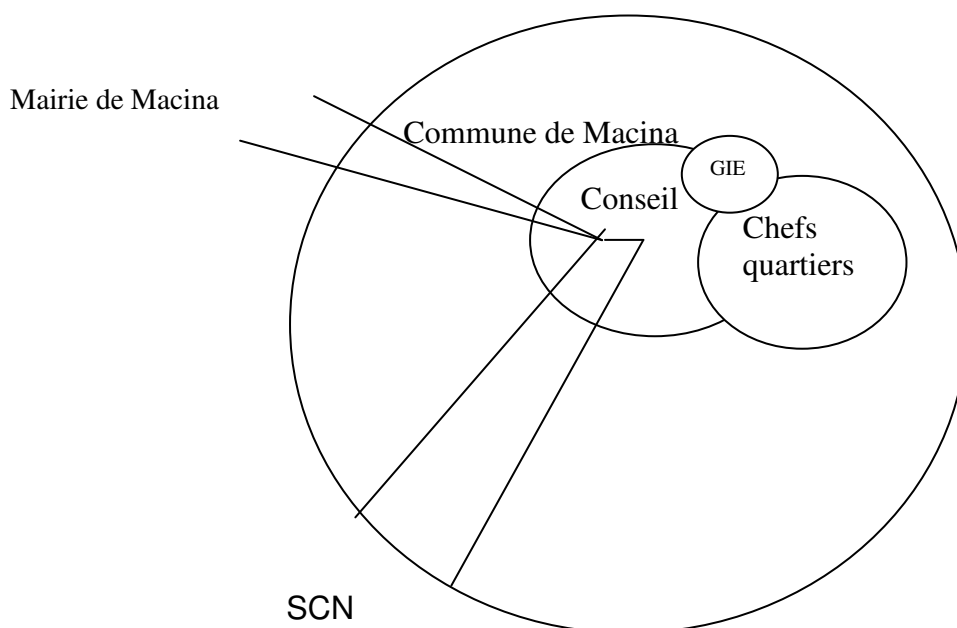 Mairie de Macina
Commune de Macina
GIE
Conseil
Chefs
quartiers
SCN